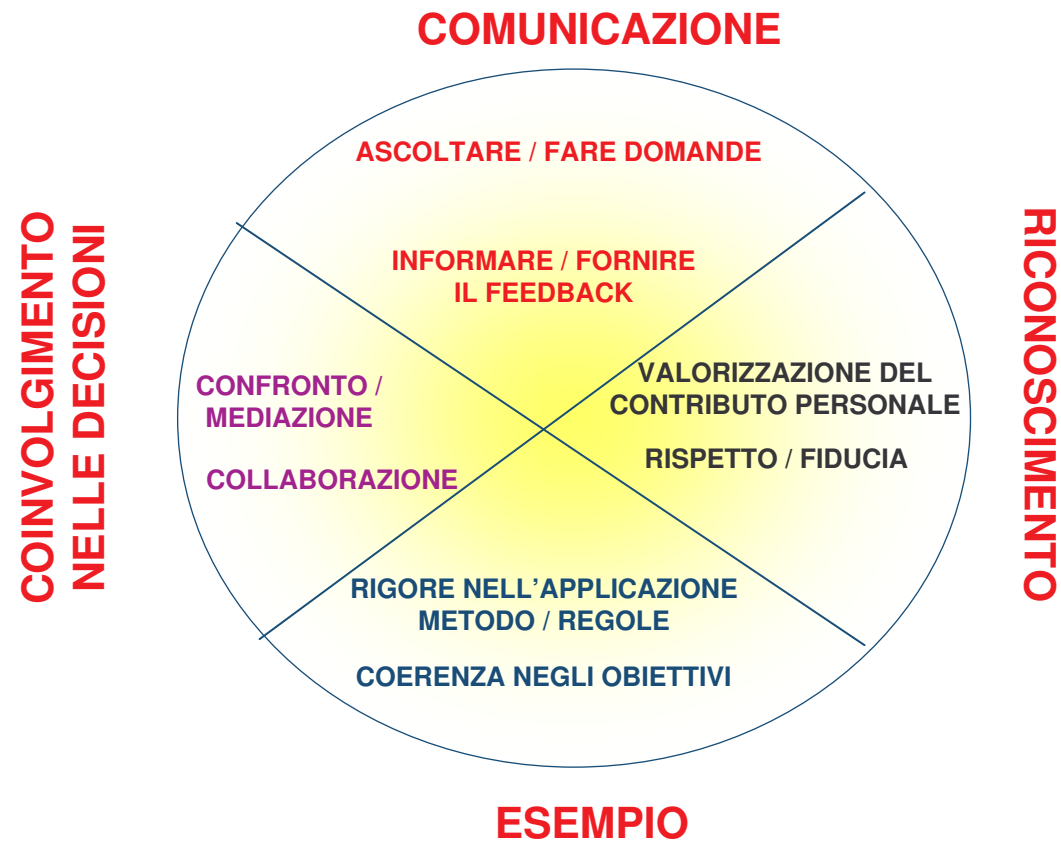 COMUNICAZIONE
ASCOLTARE / FARE DOMANDE
INFORMARE / FORNIRE
IL FEEDBACK
COINVOLGIMENTO
NELLE DECISIONI
CONFRONTO /
MEDIAZIONE
COLLABORAZIONE
VALORIZZAZIONE DEL
CONTRIBUTO PERSONALE
RISPETTO / FIDUCIA
RICONOSCIMENTO
RIGORE NELL’APPLICAZIONE
METODO / REGOLE
COERENZA NEGLI OBIETTIVI
ESEMPIO